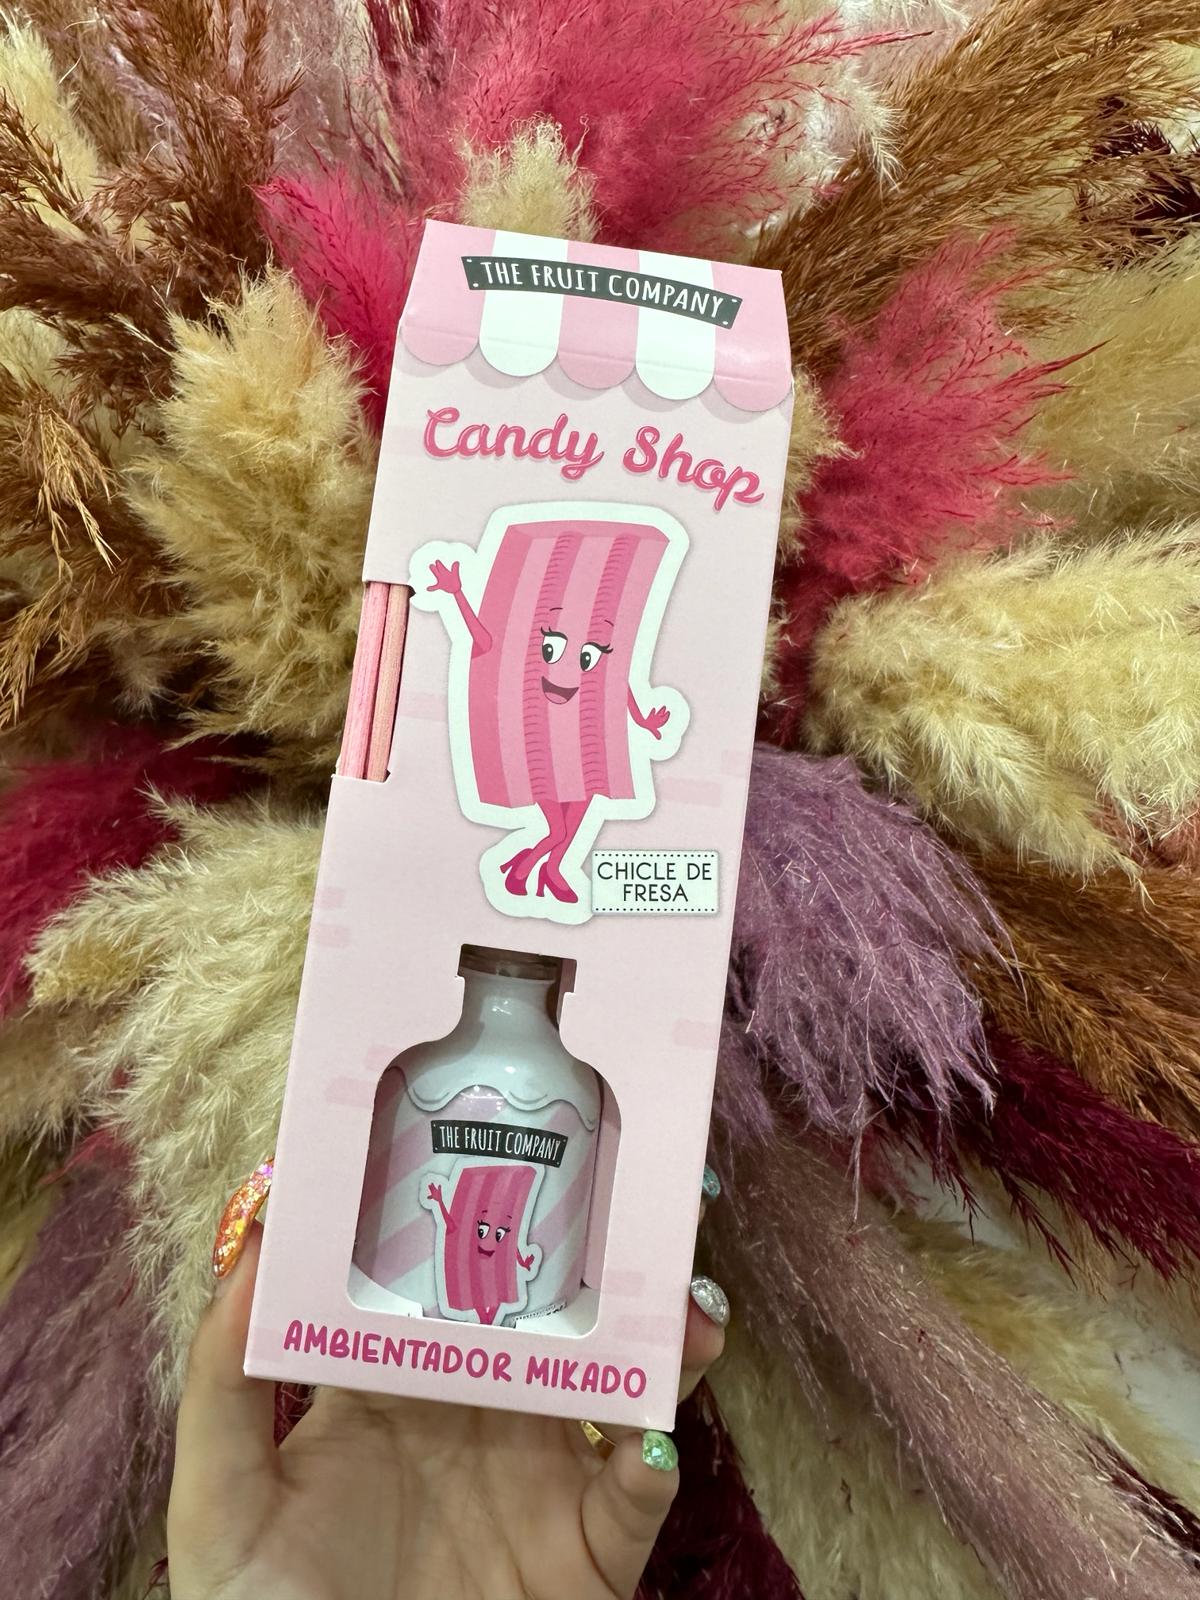 THE FRUIT COMPANY
Candy Shop
CHICLE DE
FRESA
THE FRUIT COMPANY
AMBIENTADOR MIKADO